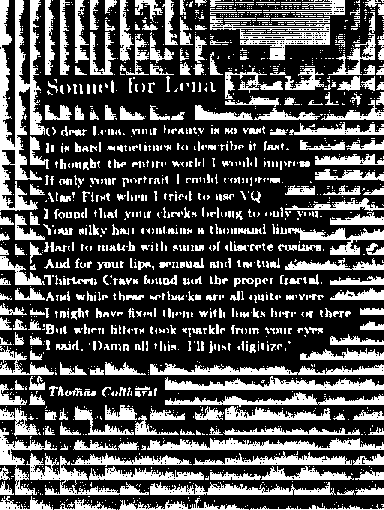 Sonnet for Lena
O dear Lena, your beauty is so vast
It is hard sometimes to describe it fast.
I thought the entire world I would impress
If only your portrait I could compress.
Alas! First when I tried to use VQ
I found that your cheeks belong to only you.
Your silky hair contains a thousand lines
Hard to match with sums of discrete cosines.
And for your lips, sensual and tactual
Thirteen Crays found not the proper fractal.
And while these setbacks are all quite severe
I might have fixed them with hacks here or there
But when filters took sparkle from your eyes
I said, 'Damn all this. I'll just digitize.'
Thomas Colthurst